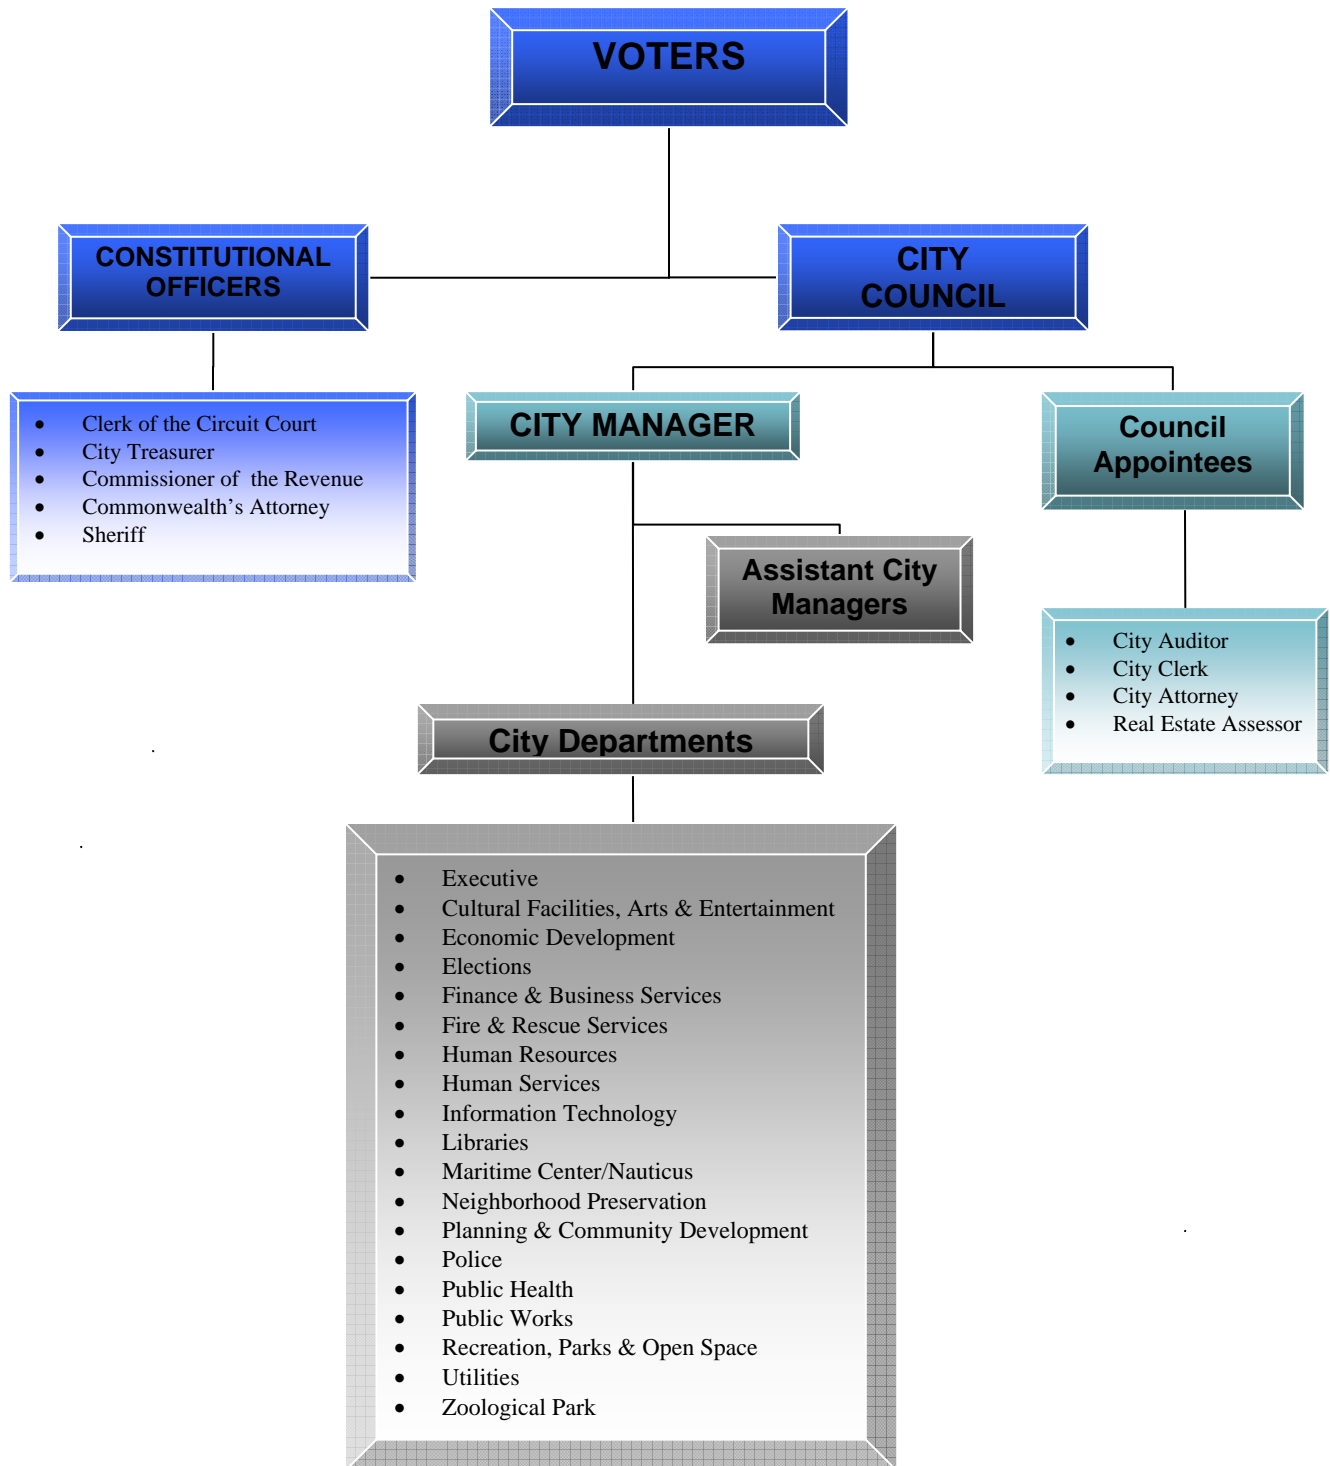 VOTERS
CONSTITUTIONAL
OFFICERS
CITY
COUNCIL
• Clerk of the Circuit Court
• City Treasurer
• Commissioner of  the Revenue
• Commonwealth’s Attorney
• Sheriff
CITY MANAGER
Council
Appointees
Assistant City
Managers
• City Auditor
• City Clerk
• City Attorney
• Real Estate Assessor
City Departments
• Executive
• Cultural Facilities, Arts & Entertainment
• Economic Development
• Elections
• Finance & Business Services
• Fire & Rescue Services
• Human Resources
• Human Services
• Information Technology
• Libraries
• Maritime Center/Nauticus
• Neighborhood Preservation
• Planning & Community Development
• Police
• Public Health
• Public Works
• Recreation, Parks & Open Space
• Utilities
• Zoological Park